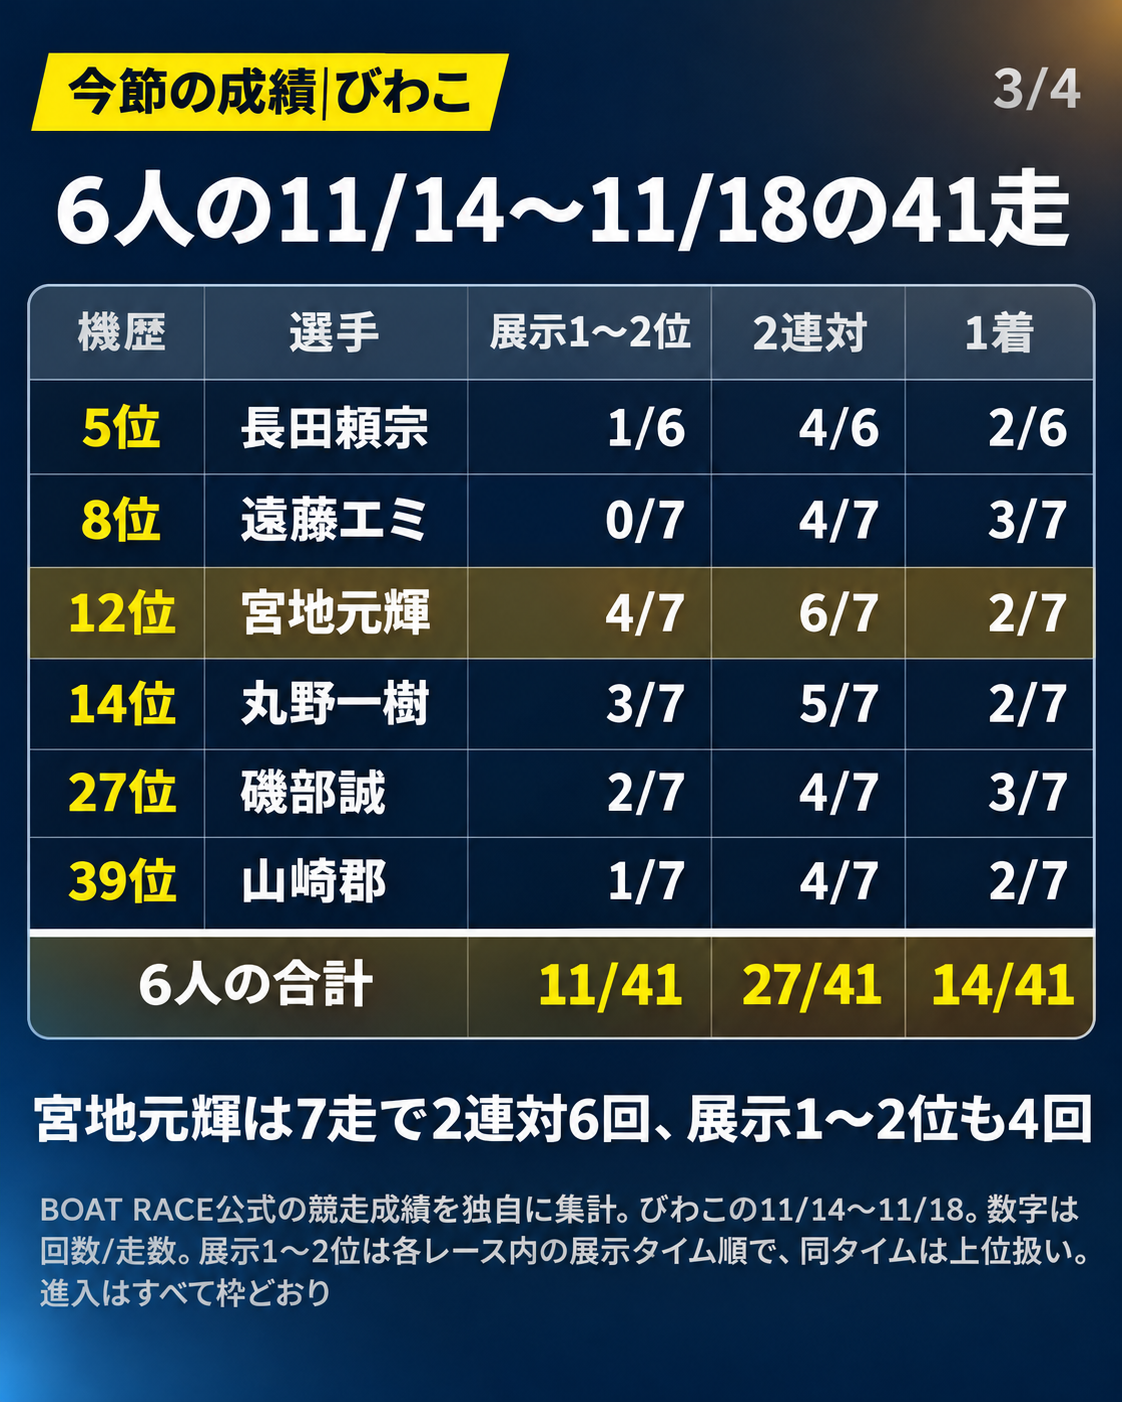 今節の成績|びわこ
3/4
6人の11/14〜11/18の41走
機歴 選手 展示1〜2位 2連対 1着
5位 長田頼宗 1/6 4/6 2/6
8位 遠藤エミ 0/7 4/7 3/7
12位 宮地元輝 4/7 6/7 2/7
14位 丸野一樹 3/7 5/7 2/7
27位 磯部誠 2/7 4/7 3/7
39位 山崎郡 1/7 4/7 2/7
6人の合計 11/41 27/41 14/41
宮地元輝は7走で2連対6回、展示1〜2位も4回
BOAT RACE公式の競走成績を独自に集計。びわこの11/14〜11/18。数字は
回数/走数。展示1〜2位は各レース内の展示タイム順で、同タイムは上位扱い。
進入はすべて枠どおり